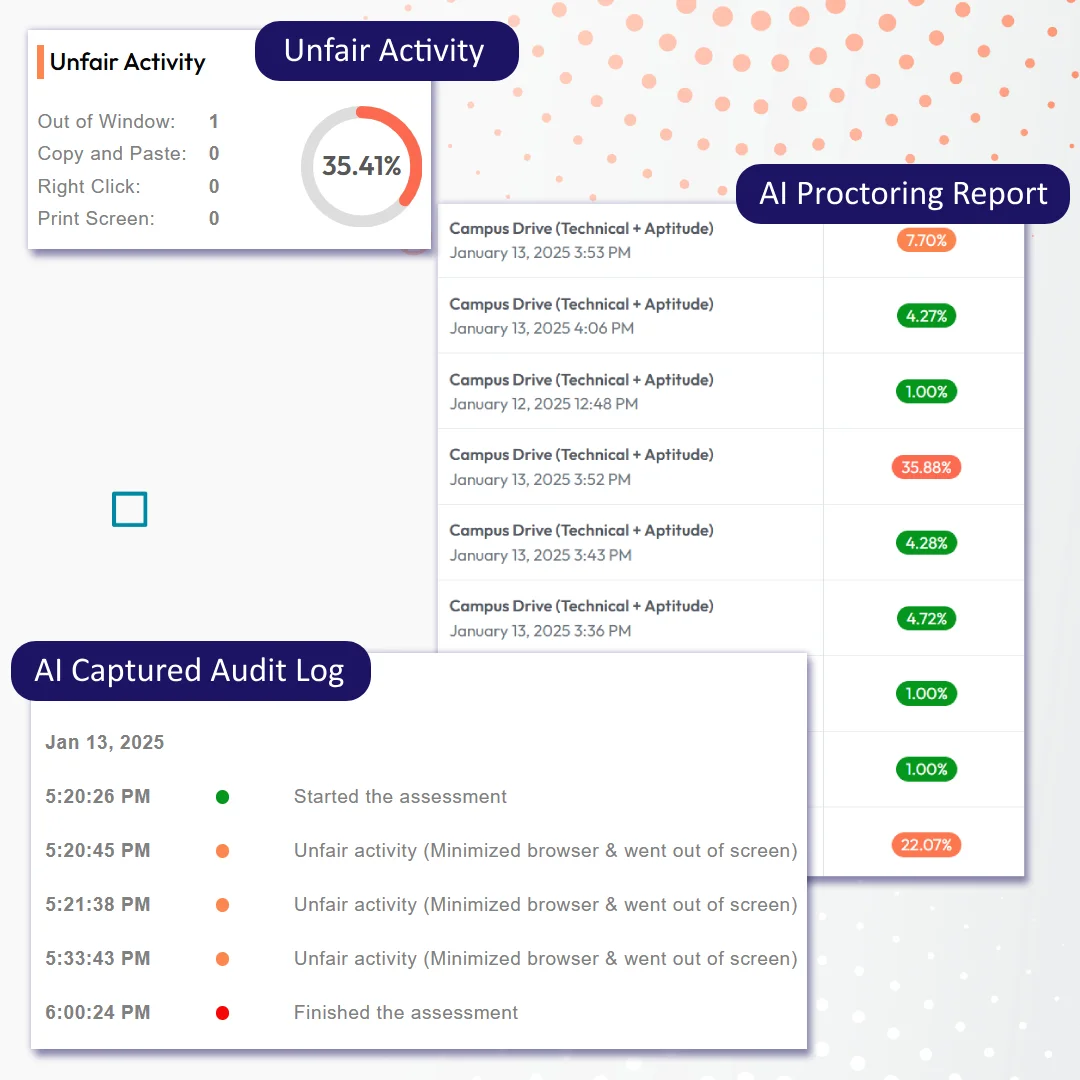 Unfair Activity
Unfair Activity
Out of Window: 1
Copy and Paste: 0
Right Click: 0
Print Screen: 0
35.41%
AI Proctoring Report
Campus Drive (Technical + Aptitude)
January 13, 2025 3:53 PM
7.70%
Campus Drive (Technical + Aptitude)
January 13, 2025 4:06 PM
4.27%
Campus Drive (Technical + Aptitude)
January 12, 2025 12:48 PM
1.00%
Campus Drive (Technical + Aptitude)
January 13, 2025 3:52 PM
35.88%
Campus Drive (Technical + Aptitude)
January 13, 2025 3:43 PM
4.28%
Campus Drive (Technical + Aptitude)
January 13, 2025 3:36 PM
4.72%
1.00%
1.00%
22.07%
AI Captured Audit Log
Jan 13, 2025
5:20:26 PM Started the assessment
5:20:45 PM Unfair activity (Minimized browser & went out of screen)
5:21:38 PM Unfair activity (Minimized browser & went out of screen)
5:33:43 PM Unfair activity (Minimized browser & went out of screen)
6:00:24 PM Finished the assessment